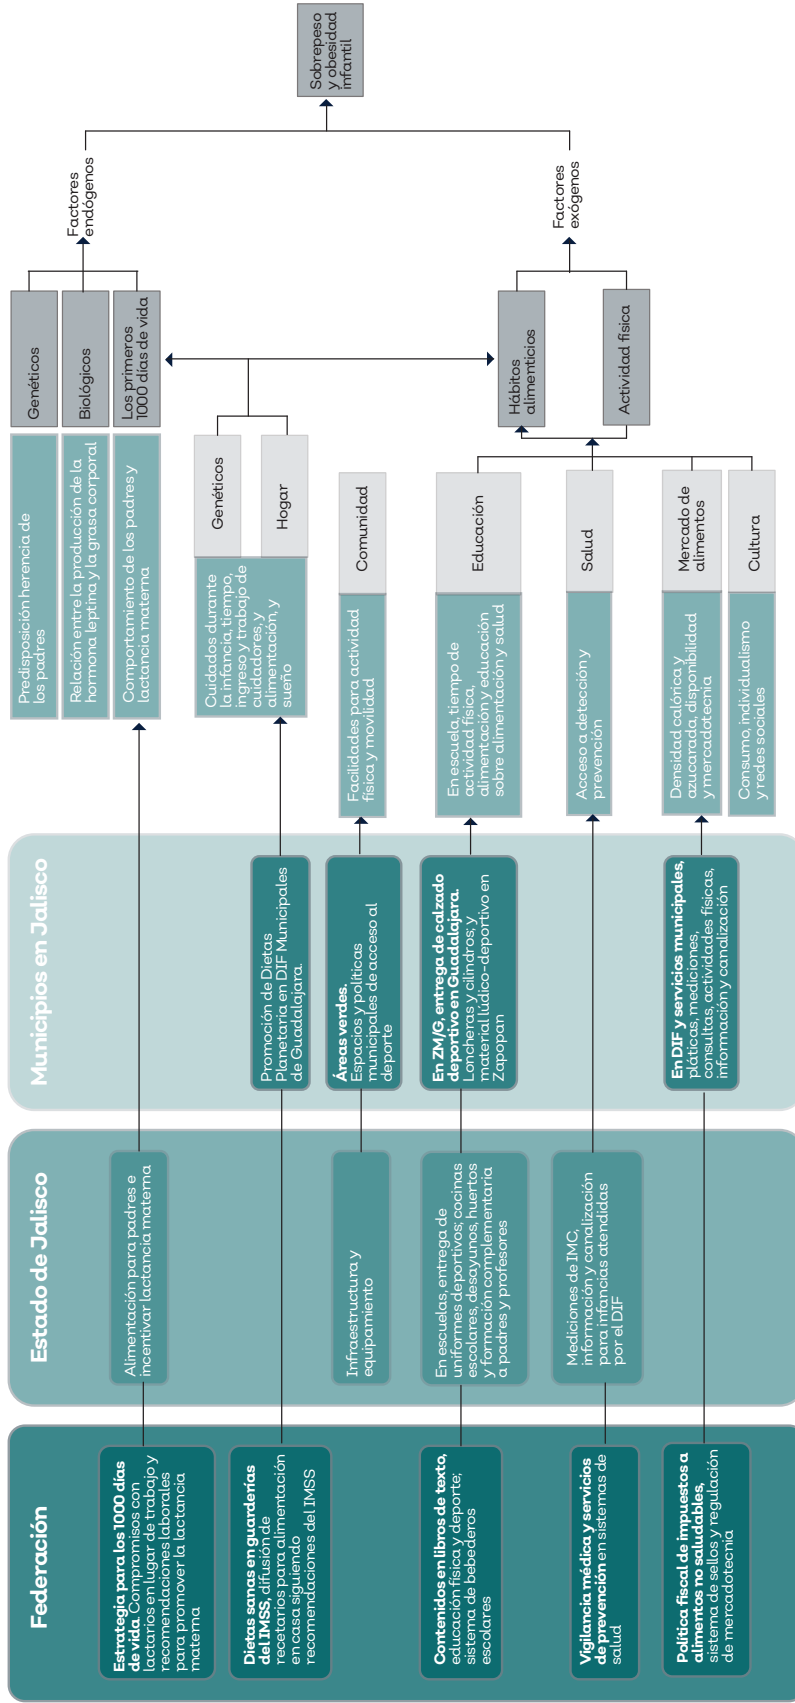 Federación
Estrategia para los 1000 días
de vida. Compromisos con
lactarios en lugar de trabajo y
recomendaciones laborales
para promover la lactancia
materna
Dietas sanas en guarderías
del IMSS, difusión de
recetarios para alimentación
en casa siguiendo
recomendaciones del IMSS
Contenidos en libros de texto,
educación física y deporte;
sistema de bebederos
escolares
Vigilancia médica y servicios
de prevención en sistemas de
salud
Política fiscal de impuestos a
alimentos no saludables,
sistema de sellos y regulación
de mercadotecnia
Estado de Jalisco
Alimentación para padres e
incentivar lactancia materna
Infraestructura y
equipamiento
En escuelas, entrega de
uniformes deportivos; cocinas
escolares, desayunos, huertos
y formación complementaria
a padres y profesores
Mediciones de IMC,
información y canalización
para infancias atendidas
por el DIF
Municipios en Jalisco
Promoción de Dietas
Planetaria en DIF Municipales
de Guadalajara.
Áreas verdes.
Espacios y políticas
municipales de acceso al
deporte
En ZM/G, entrega de calzado
deportivo en Guadalajara.
Loncheras y cilindros; y
material lúdico-deportivo en
Zapopan
En DIF y servicios municipales,
pláticas, mediciones,
consultas, actividades físicas,
información y canalización
Predisposición herencia de
los padres
Relación entre la producción de la
hormona leptina y la grasa corporal
Comportamiento de los padres y
lactancia materna
Cuidados durante
la infancia, tiempo,
ingreso y trabajo de
cuidadores, y
alimentación, y
sueño
Facilidades para actividad
física y movilidad
En escuela, tiempo de
actividad física,
alimentación y educación
sobre alimentación y salud
Acceso a detección y
prevención
Densidad calórica y
azucarada, disponibilidad
y mercadotecnia
Consumo, individualismo
y redes sociales
Genéticos
Biológicos
Los primeros
1000 días de vida
Genéticos
Hogar
Comunidad
Educación
Salud
Mercado de
alimentos
Cultura
Hábitos
alimenticios
Actividad física
Factores
endógenos
Factores
exógenos
Sobrepeso
y obesidad
infantil